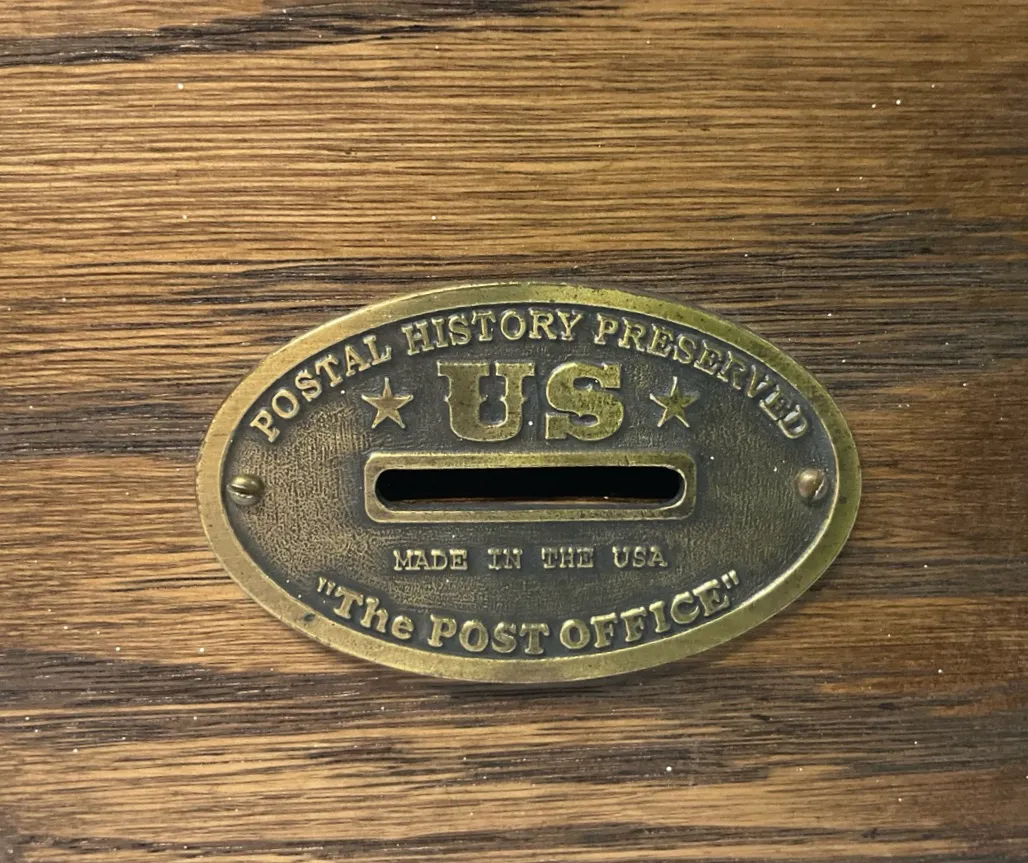 POSTAL HISTORY PRESERVED
US
MADE IN THE USA
"The POST OFFICE"